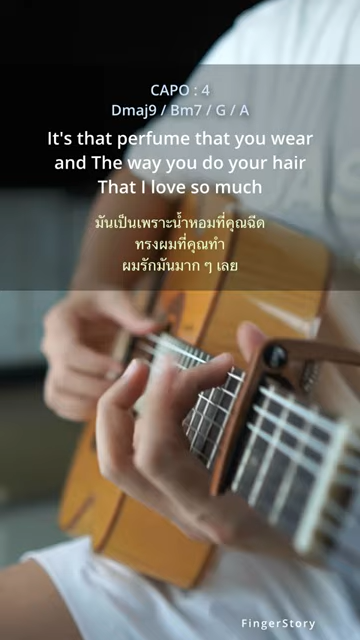 CAPO : 4
Dmaj9 / Bm7 / G / A
It's that perfume that you wear
and The way you do your hair
That I love so much
มันเป็นเพราะน้ำหอมที่คุณฉีด
ทรงผมที่คุณทำ
ผมรักมันมาก ๆ เลย
FingerStory